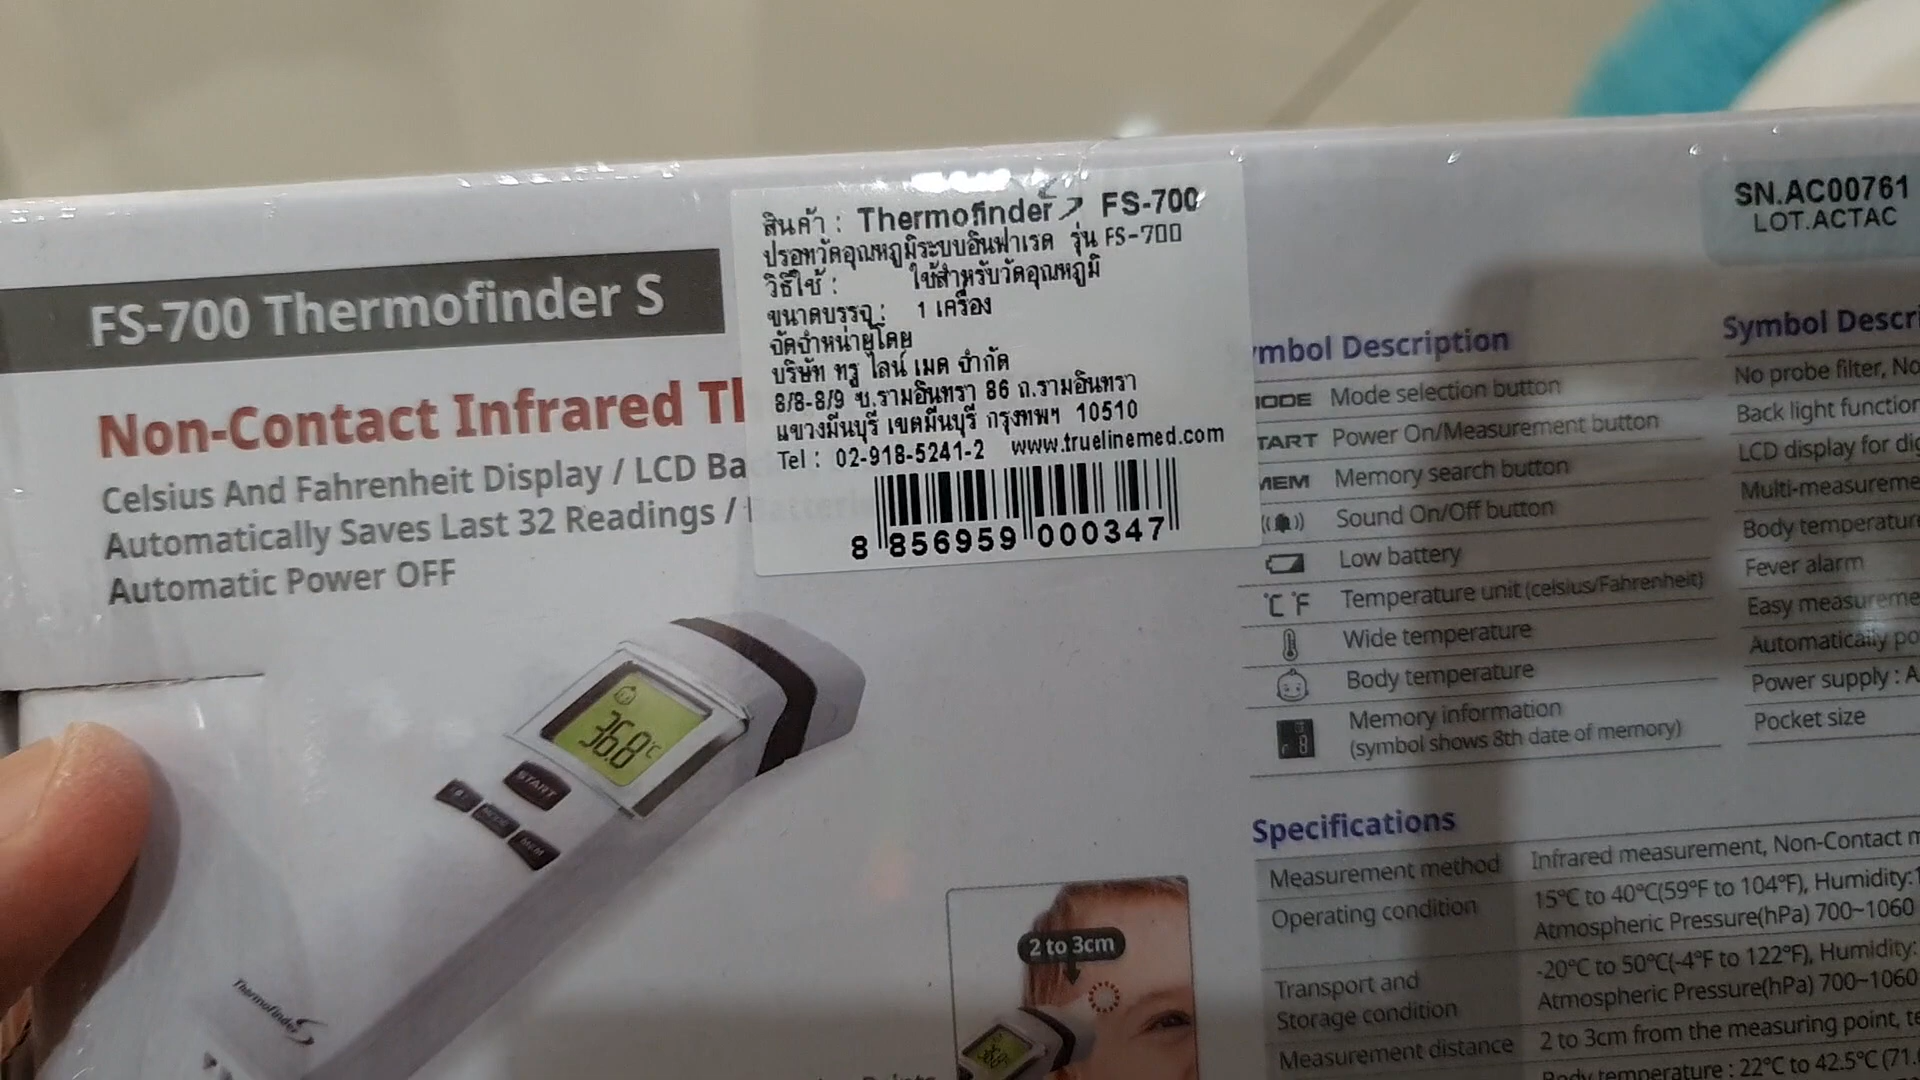 สินค้า : Thermofinder FS-700
ปรอทวัดอุณหภูมิระบบอินฟาเรด รุ่น FS-700
วิธีใช้ : ใช้สำหรับวัดอุณหภูมิ
ขนาดบรรจุ : 1 เครื่อง
จัดจำหน่ายโดย
บริษัท ทรู ไลน์ เมด จำกัด
8/8-8/9 ซ.รามอินทรา 86 ถ.รามอินทรา
แขวงมีนบุรี เขตมีนบุรี กรุงเทพฯ 10510
Tel : 02-918-5241-2 www.truelinemed.com
8 856959 000347
SN.AC00761
LOT.ACTAC
FS-700 Thermofinder S
Non-Contact Infrared
Celsius And Fahrenheit Display / LCD
Automatically Saves Last 32 Readings /
Automatic Power OFF
36.8°C
START
MODE
MEM
Thermofinder S
2 to 3cm
Description
Mode selection button
Power On/Measurement button
MEM Memory search button
Sound On/Off button
Low battery
°C °F Temperature unit (celsius/Fahrenheit)
Wide temperature
Body temperature
Memory information
(symbol shows 8th date of memory)
Symbol
No probe filter,
Back light
LCD display for
Body
Fever alarm
Easy
Automatically
Power supply :
Pocket size
Specifications
Measurement method Infrared measurement, Non-Contact
Operating condition 15°C to 40°C(59°F to 104°F), Humidity:
Atmospheric Pressure(hPa) 700~1060
Transport and
Storage condition
-20°C to 50°C(-4°F to 122°F), Humidity:
Atmospheric Pressure(hPa) 700~1060
Measurement distance 2 to 3cm from the measuring point,
Body temperature : 22°C to 42.5°C